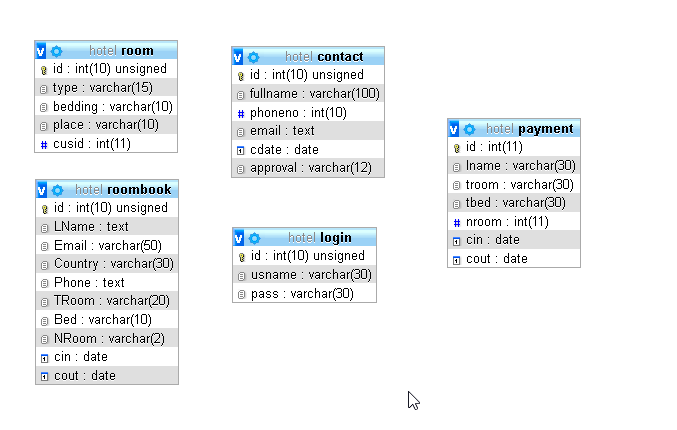 v hotel room
id : int(10) unsigned
type : varchar(15)
bedding : varchar(10)
place : varchar(10)
# cusid : int(11)
v hotel roombook
id : int(10) unsigned
LName : text
Email : varchar(50)
Country : varchar(30)
Phone : text
TRoom : varchar(20)
Bed : varchar(10)
NRoom : varchar(2)
cin : date
cout : date
v hotel contact
id : int(10) unsigned
fullname : varchar(100)
# phoneno : int(10)
email : text
cdate : date
approval : varchar(12)
v hotel login
id : int(10) unsigned
usname : varchar(30)
pass : varchar(30)
v hotel payment
id : int(11)
lname : varchar(30)
troom : varchar(30)
tbed : varchar(30)
# nroom : int(11)
cin : date
cout : date